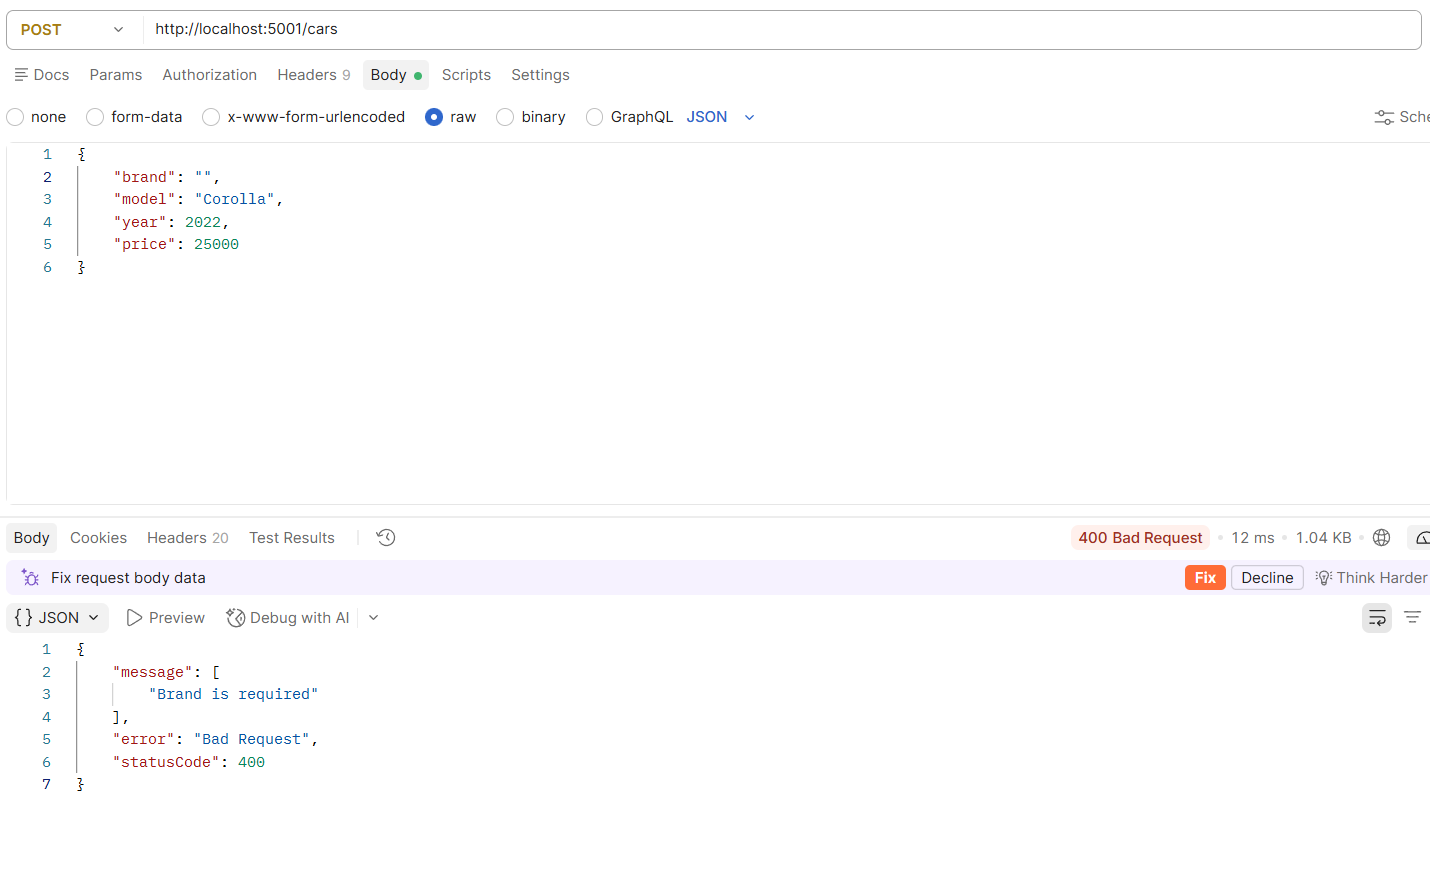 POST http://localhost:5001/cars
Docs Params Authorization Headers 9 Body Scripts Settings
none form-data x-www-form-urlencoded raw binary GraphQL JSON Sche
1 {
2 "brand": "",
3 "model": "Corolla",
4 "year": 2022,
5 "price": 25000
6 }
Body Cookies Headers 20 Test Results 400 Bad Request • 12 ms • 1.04 KB •
Fix request body data Fix Decline Think Harder
{} JSON Preview Debug with AI
1 {
2 "message": [
3 "Brand is required"
4 ],
5 "error": "Bad Request",
6 "statusCode": 400
7 }